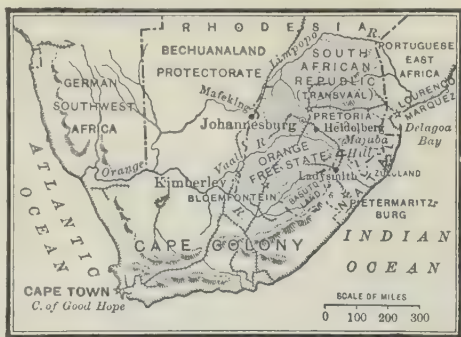 RHODESIA
BECHUANALAND
PROTECTORATE
Limpopo R.
SOUTH
AFRICAN
REPUBLIC
(TRANSVAAL)
PORTUGUESE
EAST
AFRICA
GERMAN
SOUTHWEST
AFRICA
Mafeking
Johannesburg
PRETORIA
Heidelberg
LOURENÇO
MARQUEZ
Delagoa
Bay
Majuba
Hill
Vaal R.
ORANGE
FREE STATE
Ladysmith
ZULULAND
Orange R.
Kimberley
BLOEMFONTEIN
BASUTO
LAND
NATAL
PIETERMARITZ-
BURG
ATLANTIC
OCEAN
CAPE COLONY
INDIAN
OCEAN
CAPE TOWN
C. of Good Hope
SCALE OF MILES
0 100 200 300